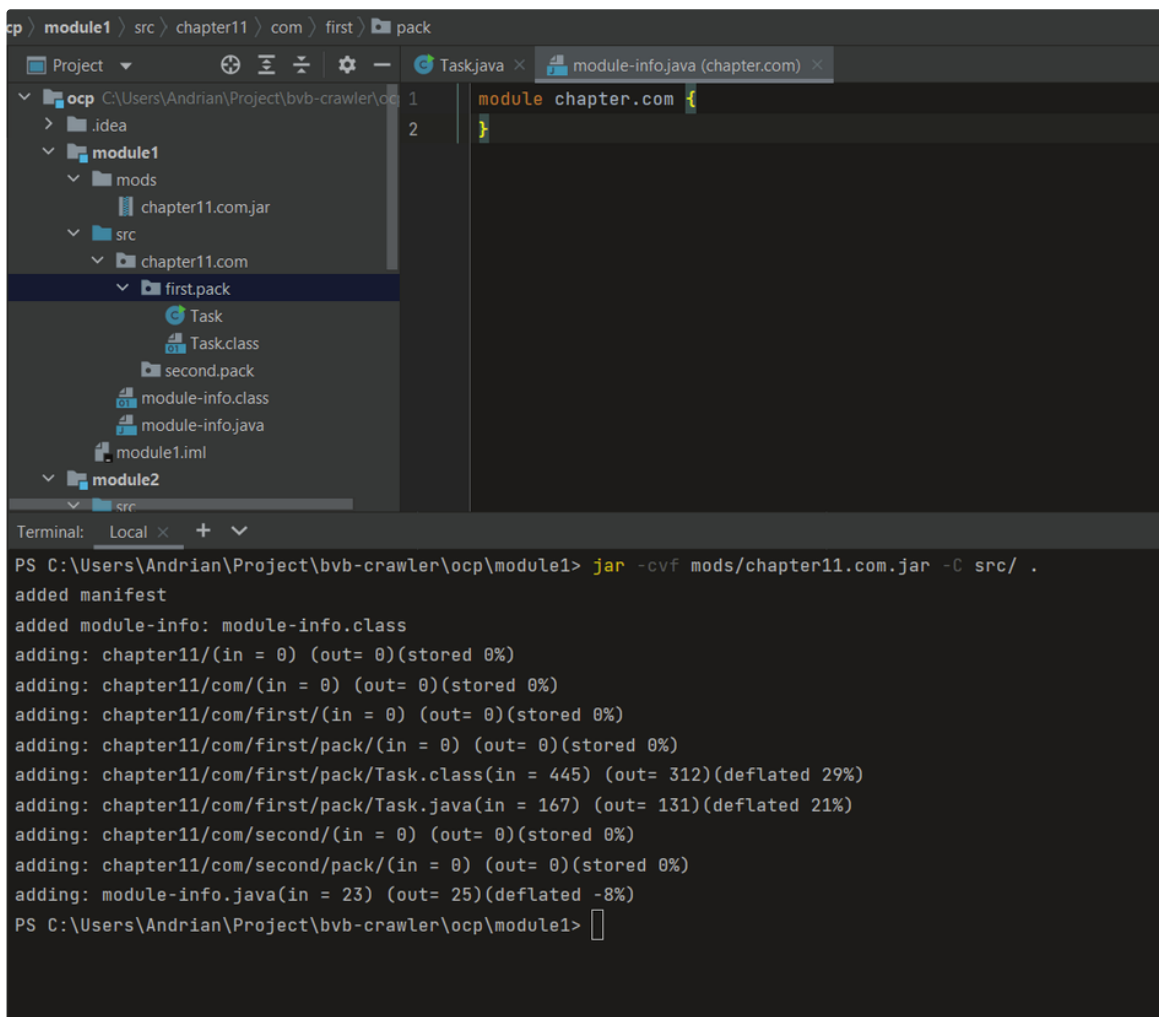 cp 〉 module1 〉 src 〉 chapter11 〉 com 〉 first 〉 pack
Project
Task.java × module-info.java (chapter.com) ×
ocp C:\Users\Andrian\Project\bvb-crawler\oc
.idea
module1
mods
chapter11.com.jar
src
chapter11.com
first.pack
Task
Task.class
second.pack
module-info.class
module-info.java
module1.iml
module2
src
1 module chapter.com {
2 }
Terminal: Local × +
PS C:\Users\Andrian\Project\bvb-crawler\ocp\module1> jar -cvf mods/chapter11.com.jar -C src/ .
added manifest
added module-info: module-info.class
adding: chapter11/(in = 0) (out= 0)(stored 0%)
adding: chapter11/com/(in = 0) (out= 0)(stored 0%)
adding: chapter11/com/first/(in = 0) (out= 0)(stored 0%)
adding: chapter11/com/first/pack/(in = 0) (out= 0)(stored 0%)
adding: chapter11/com/first/pack/Task.class(in = 445) (out= 312)(deflated 29%)
adding: chapter11/com/first/pack/Task.java(in = 167) (out= 131)(deflated 21%)
adding: chapter11/com/second/(in = 0) (out= 0)(stored 0%)
adding: chapter11/com/second/pack/(in = 0) (out= 0)(stored 0%)
adding: module-info.java(in = 23) (out= 25)(deflated -8%)
PS C:\Users\Andrian\Project\bvb-crawler\ocp\module1>